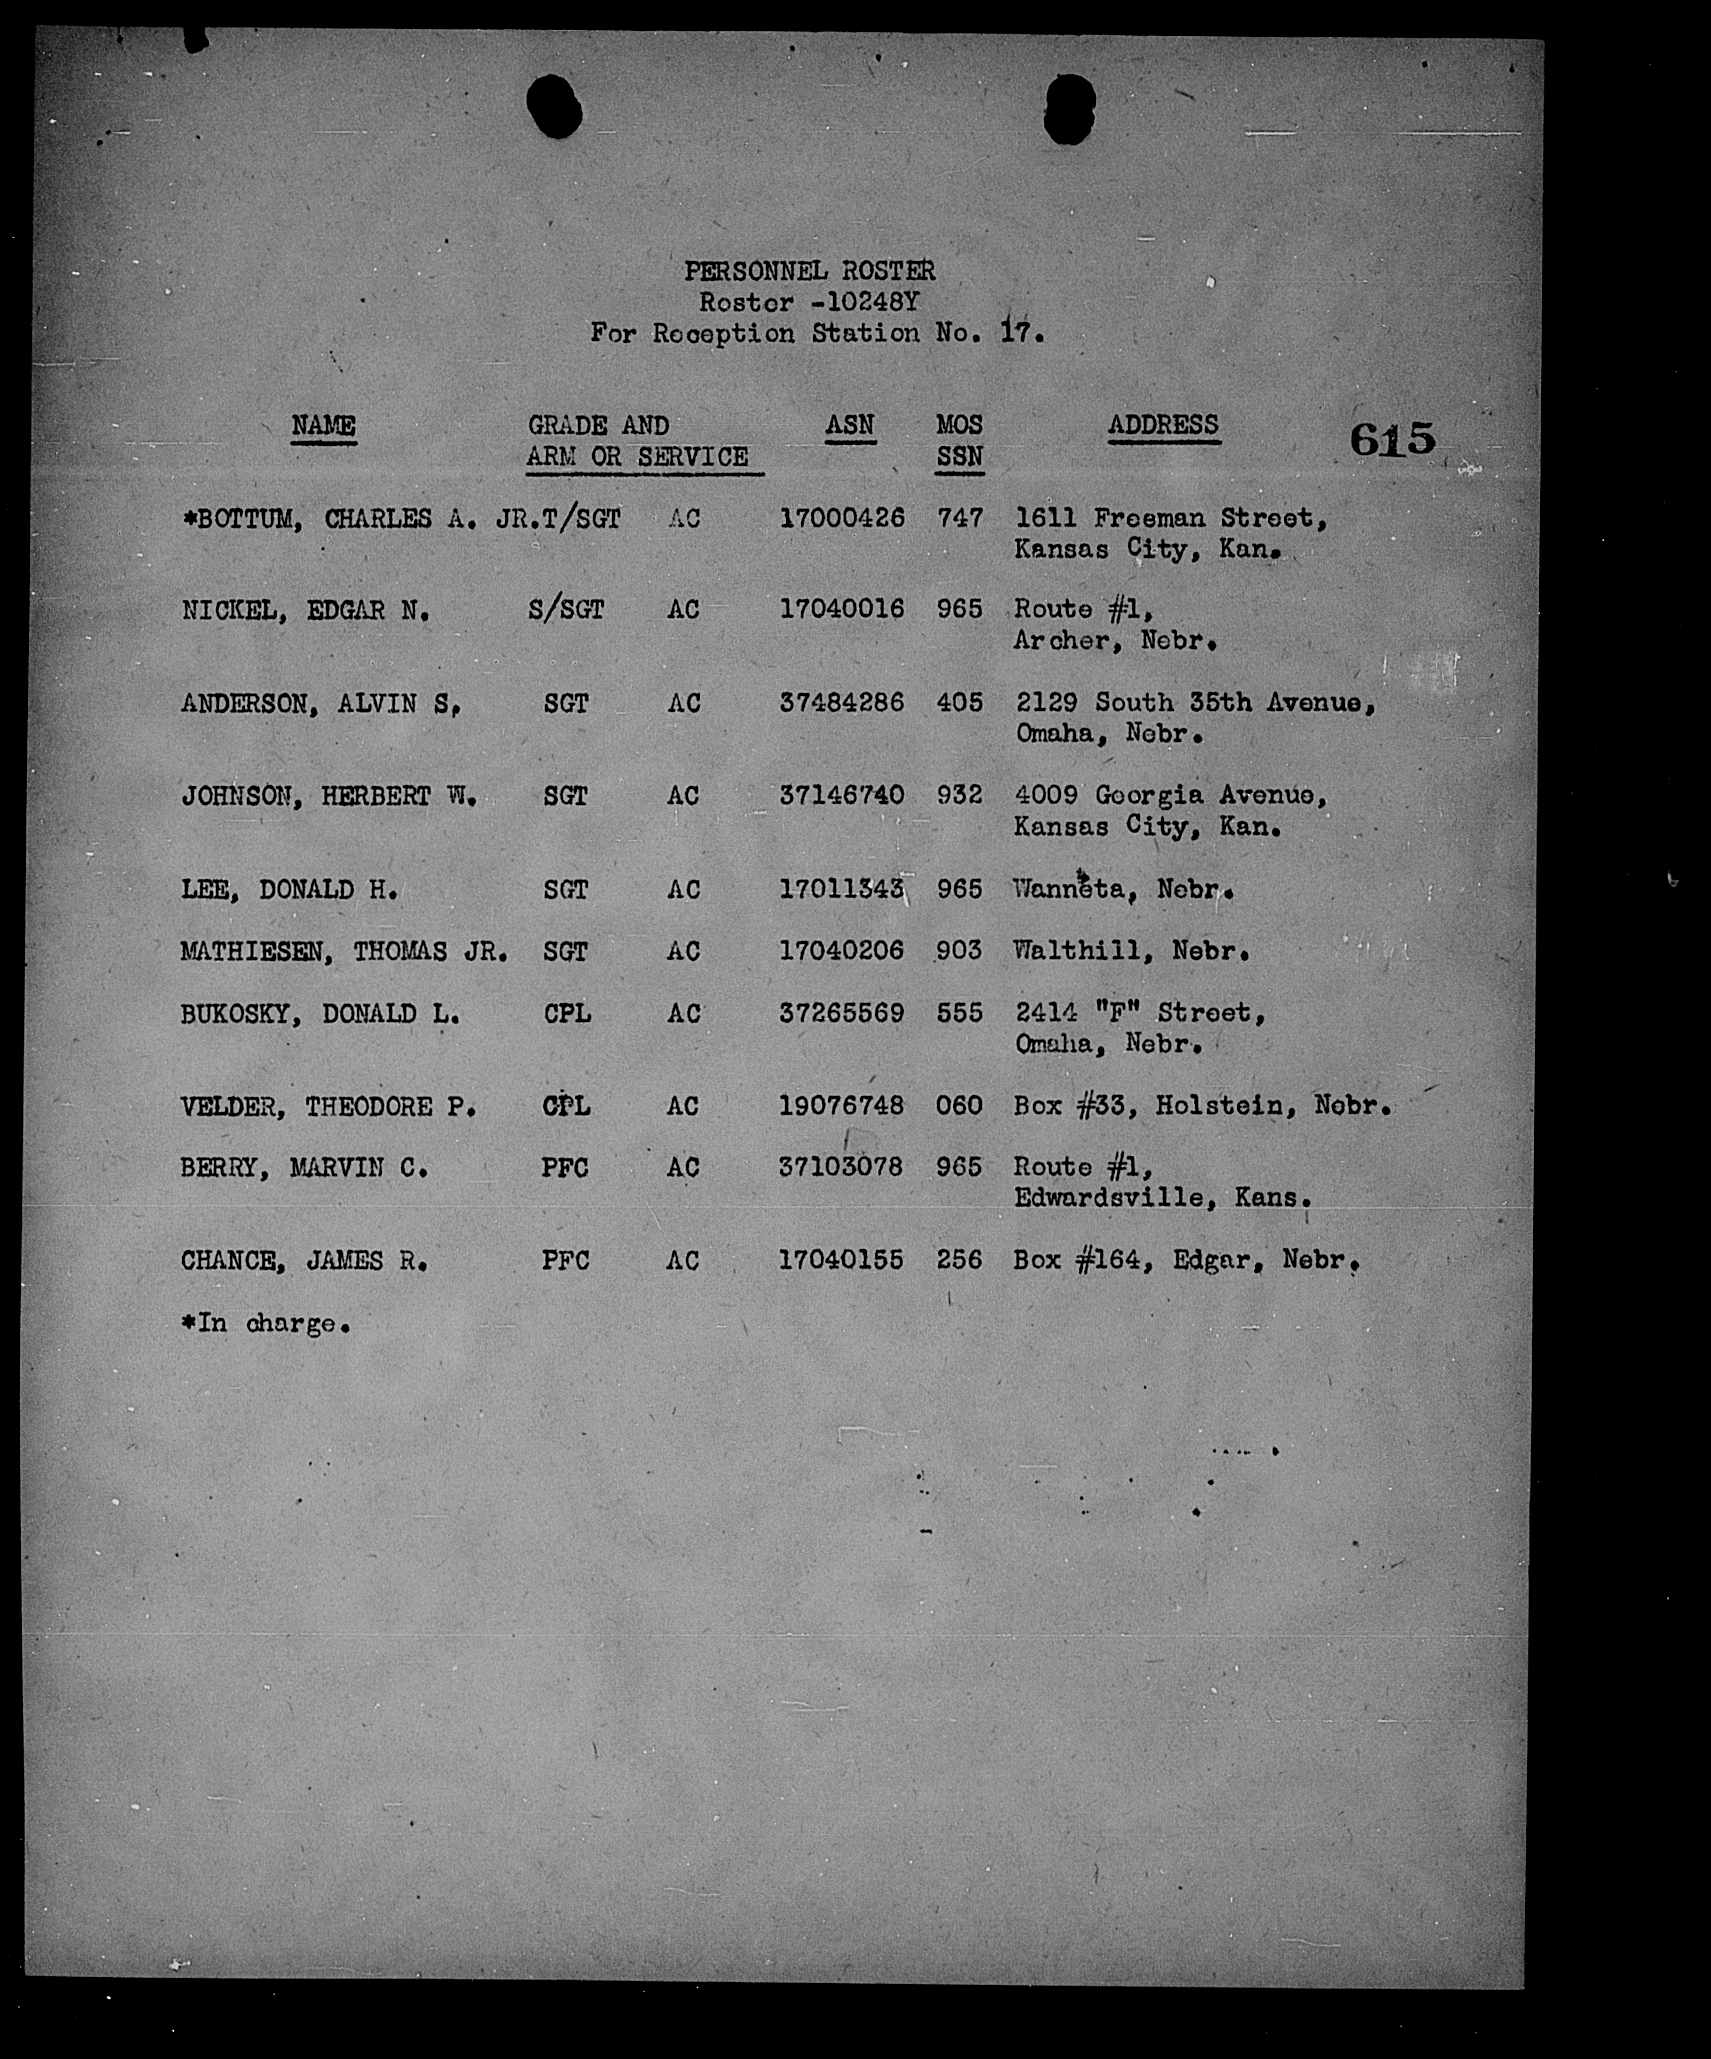 PERSONNEL ROSTER
Roster -10248Y
For Reception Station No. 17.
NAME GRADE AND ASN MOS ADDRESS 615
ARM OR SERVICE SSN
*BOTTUM, CHARLES A. JR.T/SGT AC 17000426 747 1611 Freeman Street,
Kansas City, Kan.
NICKEL, EDGAR N. S/SGT AC 17040016 965 Route #1,
Archer, Nebr.
ANDERSON, ALVIN S. SGT AC 37484286 405 2129 South 35th Avenue,
Omaha, Nebr.
JOHNSON, HERBERT W. SGT AC 37146740 932 4009 Georgia Avenue,
Kansas City, Kan.
LEE, DONALD H. SGT AC 17011343 965 Wanneta, Nebr.
MATHIESEN, THOMAS JR. SGT AC 17040206 903 Walthill, Nebr.
BUKOSKY, DONALD L. CPL AC 37265569 555 2414 "F" Street,
Omaha, Nebr.
VELDER, THEODORE P. CPL AC 19076748 060 Box #33, Holstein, Nebr.
BERRY, MARVIN C. PFC AC 37103078 965 Route #1,
Edwardsville, Kans.
CHANCE, JAMES R. PFC AC 17040155 256 Box #164, Edgar, Nebr.
*In charge.